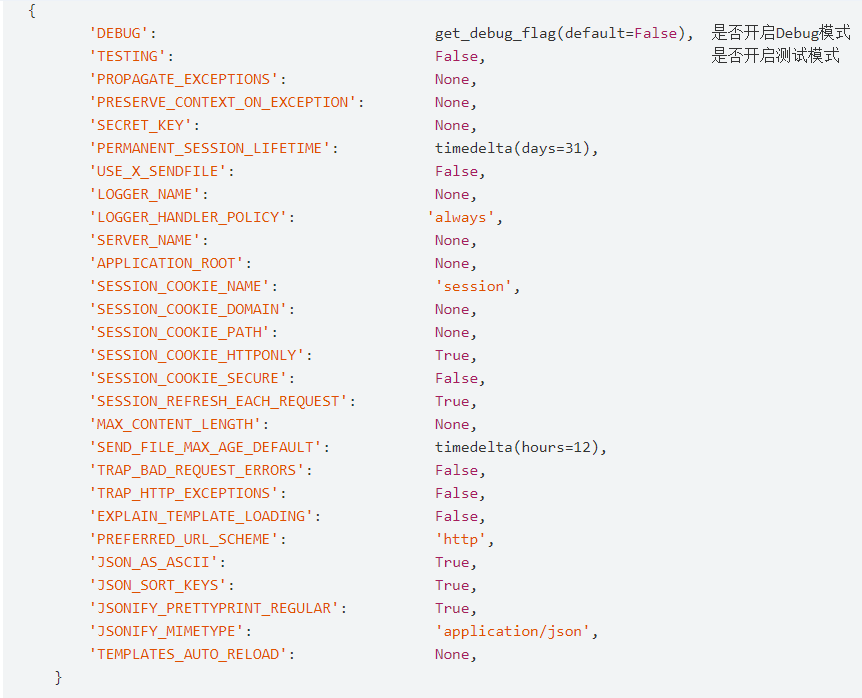 {
'DEBUG': get_debug_flag(default=False), 是否开启Debug模式
'TESTING': False, 是否开启测试模式
'PROPAGATE_EXCEPTIONS': None,
'PRESERVE_CONTEXT_ON_EXCEPTION': None,
'SECRET_KEY': None,
'PERMANENT_SESSION_LIFETIME': timedelta(days=31),
'USE_X_SENDFILE': False,
'LOGGER_NAME': None,
'LOGGER_HANDLER_POLICY': 'always',
'SERVER_NAME': None,
'APPLICATION_ROOT': None,
'SESSION_COOKIE_NAME': 'session',
'SESSION_COOKIE_DOMAIN': None,
'SESSION_COOKIE_PATH': None,
'SESSION_COOKIE_HTTPONLY': True,
'SESSION_COOKIE_SECURE': False,
'SESSION_REFRESH_EACH_REQUEST': True,
'MAX_CONTENT_LENGTH': None,
'SEND_FILE_MAX_AGE_DEFAULT': timedelta(hours=12),
'TRAP_BAD_REQUEST_ERRORS': False,
'TRAP_HTTP_EXCEPTIONS': False,
'EXPLAIN_TEMPLATE_LOADING': False,
'PREFERRED_URL_SCHEME': 'http',
'JSON_AS_ASCII': True,
'JSON_SORT_KEYS': True,
'JSONIFY_PRETTYPRINT_REGULAR': True,
'JSONIFY_MIMETYPE': 'application/json',
'TEMPLATES_AUTO_RELOAD': None,
}